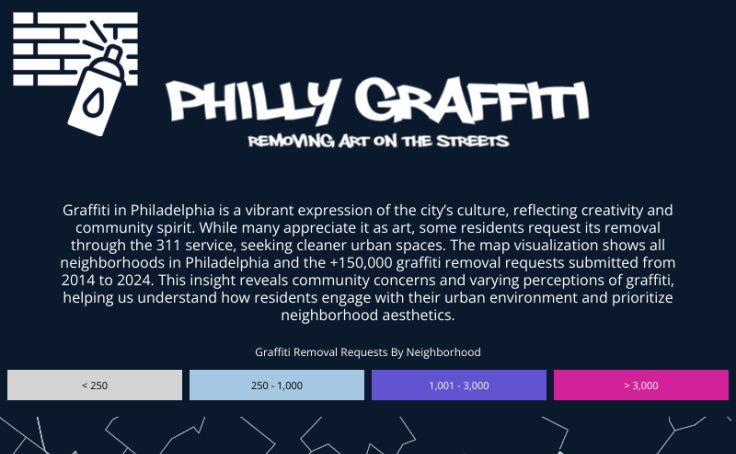 PHILLY GRAFFITI
REMOVING ART ON THE STREETS
Graffiti in Philadelphia is a vibrant expression of the city’s culture, reflecting creativity and
community spirit. While many appreciate it as art, some residents request its removal
through the 311 service, seeking cleaner urban spaces. The map visualization shows all
neighborhoods in Philadelphia and the +150,000 graffiti removal requests submitted from
2014 to 2024. This insight reveals community concerns and varying perceptions of graffiti,
helping us understand how residents engage with their urban environment and prioritize
neighborhood aesthetics.
Graffiti Removal Requests By Neighborhood
< 250
250 - 1,000
1,001 - 3,000
> 3,000